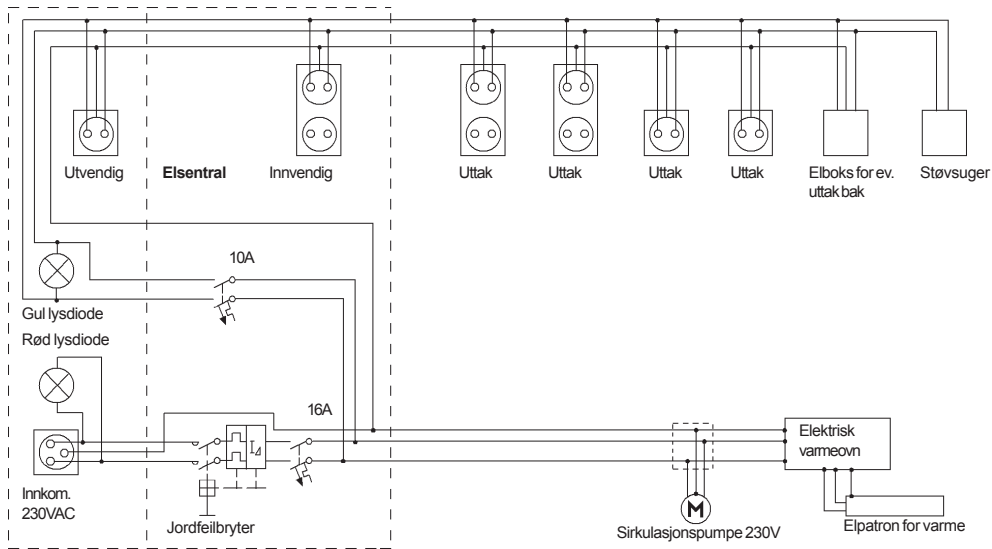 Utvendig
Elsentral
Innvendig
Uttak
Uttak
Uttak
Uttak
Elboks for ev.
uttak bak
Støvsuger
10A
Gul lysdiode
Rød lysdiode
16A
I∆
Elektrisk
varmeovn
Innkom.
230VAC
M
Jordfeilbryter
Sirkulasjonspumpe 230V
Elpatron for varme